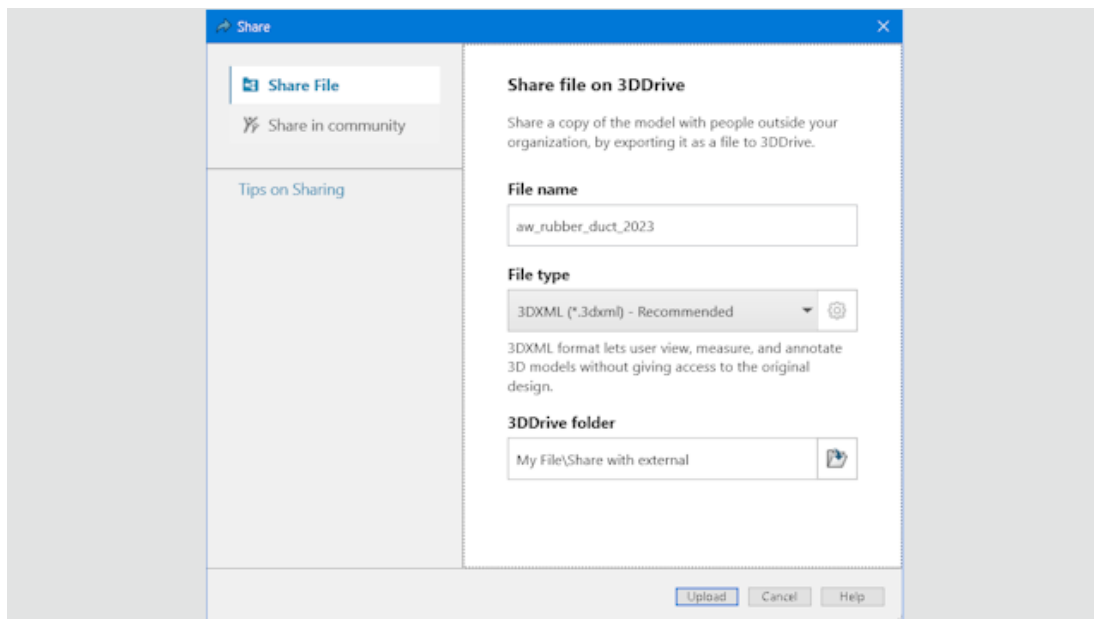 Share
Share File
Share in community
Tips on Sharing
Share file on 3DDrive
Share a copy of the model with people outside your
organization, by exporting it as a file to 3DDrive.
File name
aw_rubber_duct_2023
File type
3DXML (*.3dxml) - Recommended
3DXML format lets user view, measure, and annotate
3D models without giving access to the original
design.
3DDrive folder
My File\Share with external
Upload Cancel Help